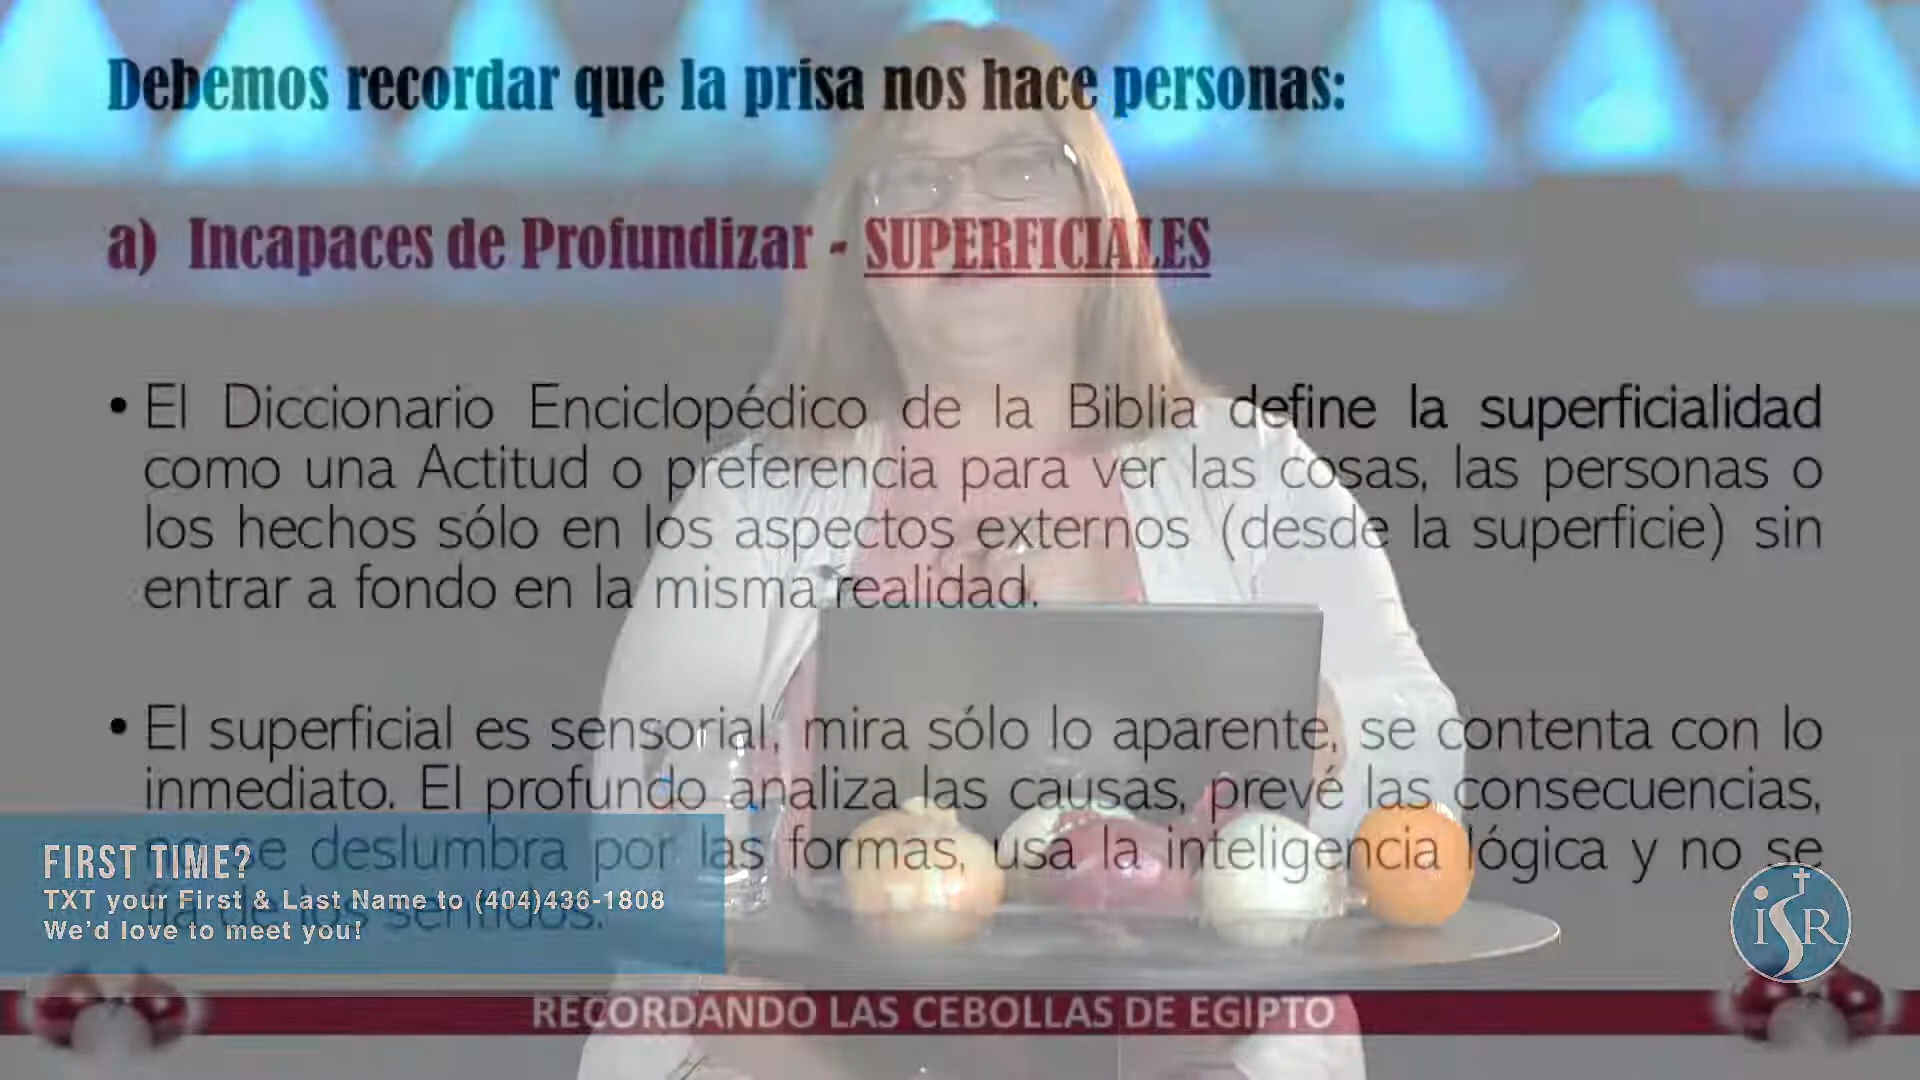 Debemos recordar que la prisa nos hace personas:
a) Incapaces de Profundizar - SUPERFICIALES
• El Diccionario Enciclopédico de la Biblia define la superficialidad
como una Actitud o preferencia para ver las cosas, las personas o
los hechos sólo en los aspectos externos (desde la superficie) sin
entrar a fondo en la misma realidad.
• El superficial es sensorial, mira sólo lo aparente, se contenta con lo
inmediato. El profundo analiza las causas, prevé las consecuencias,
no se deslumbra por las formas, usa la inteligencia lógica y no se
sentidos.
FIRST TIME?
TXT your First & Last Name to (404)436-1808
We'd love to meet you!
iSR
RECORDANDO LAS CEBOLLAS DE EGIPTO